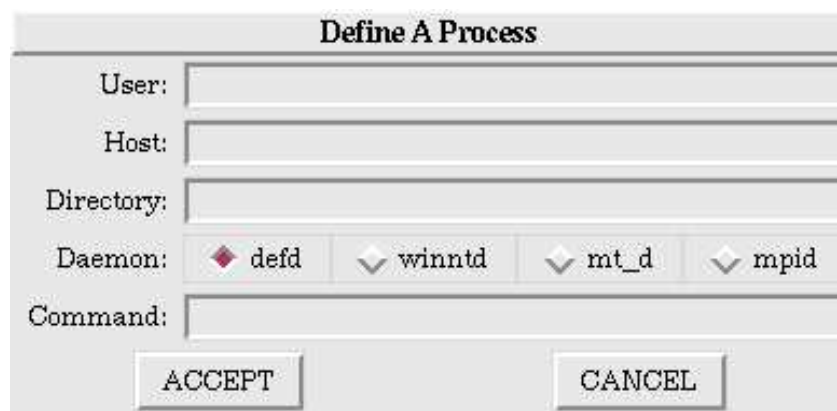 Define A Process
User:
Host:
Directory:
Daemon: defd winntd mt_d mpid
Command:
ACCEPT CANCEL